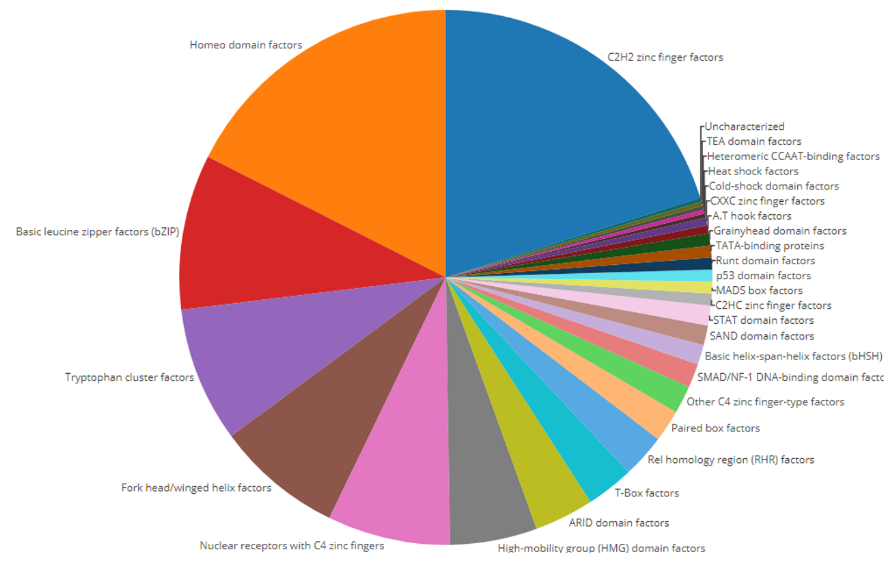 Homeo domain factors
C2H2 zinc finger factors
Uncharacterized
TEA domain factors
Heteromeric CCAAT-binding factors
Heat shock factors
Cold-shock domain factors
CXXC zinc finger factors
A.T hook factors
Grainyhead domain factors
TATA-binding proteins
Runt domain factors
p53 domain factors
MADS box factors
C2HC zinc finger factors
STAT domain factors
SAND domain factors
Basic helix-span-helix factors (bHSH)
SMAD/NF-1 DNA-binding domain facto
Other C4 zinc finger-type factors
Paired box factors
Rel homology region (RHR) factors
T-Box factors
ARID domain factors
High-mobility group (HMG) domain factors
Nuclear receptors with C4 zinc fingers
Fork head/winged helix factors
Tryptophan cluster factors
Basic leucine zipper factors (bZIP)